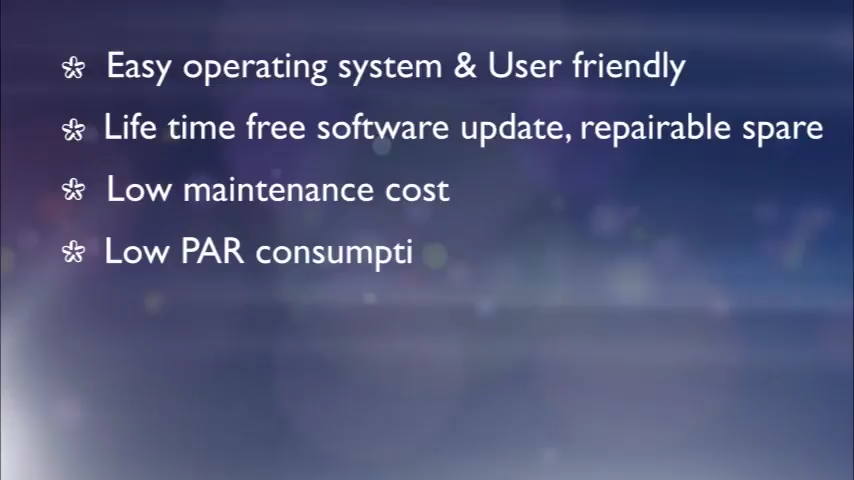 Easy operating system & User friendly
Life time free software update, repairable spare
Low maintenance cost
Low PAR consumpti